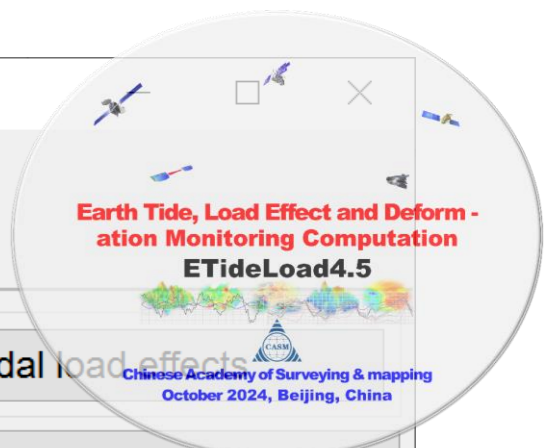 Earth Tide, Load Effect and Deform -
ation Monitoring Computation
ETideLoad4.5
CASM
dal load effects
Chinese Academy of Surveying & mapping
October 2024, Beijing, China